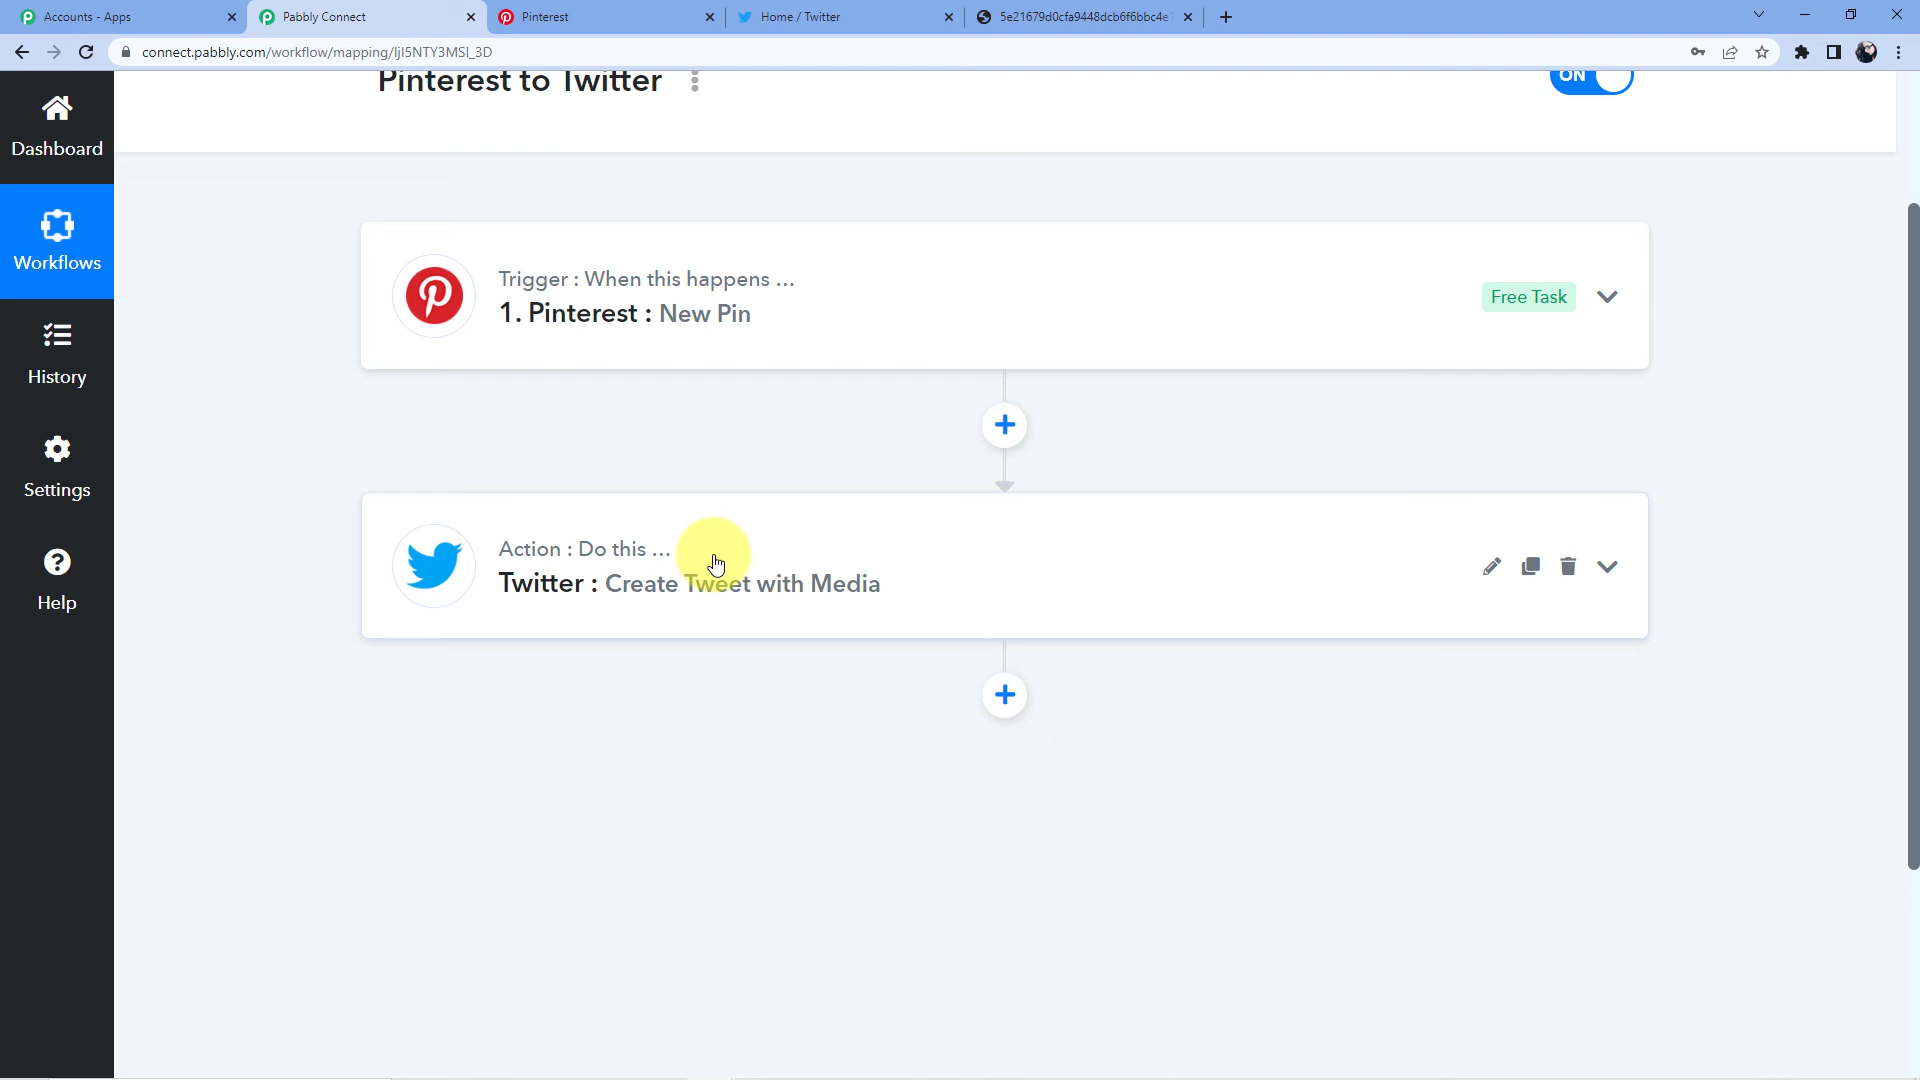 Accounts - Apps
Pabbly Connect
Pinterest
Home / Twitter
5e21679d0cfa9448dcb6f6bbc4e1
connect.pabbly.com/workflow/mapping/IjI5NTY3MSI_3D
Pinterest to Twitter
ON
Dashboard
Workflows
History
Settings
Help
Trigger : When this happens ...
1. Pinterest : New Pin
Free Task
Action : Do this ...
Twitter : Create Tweet with Media